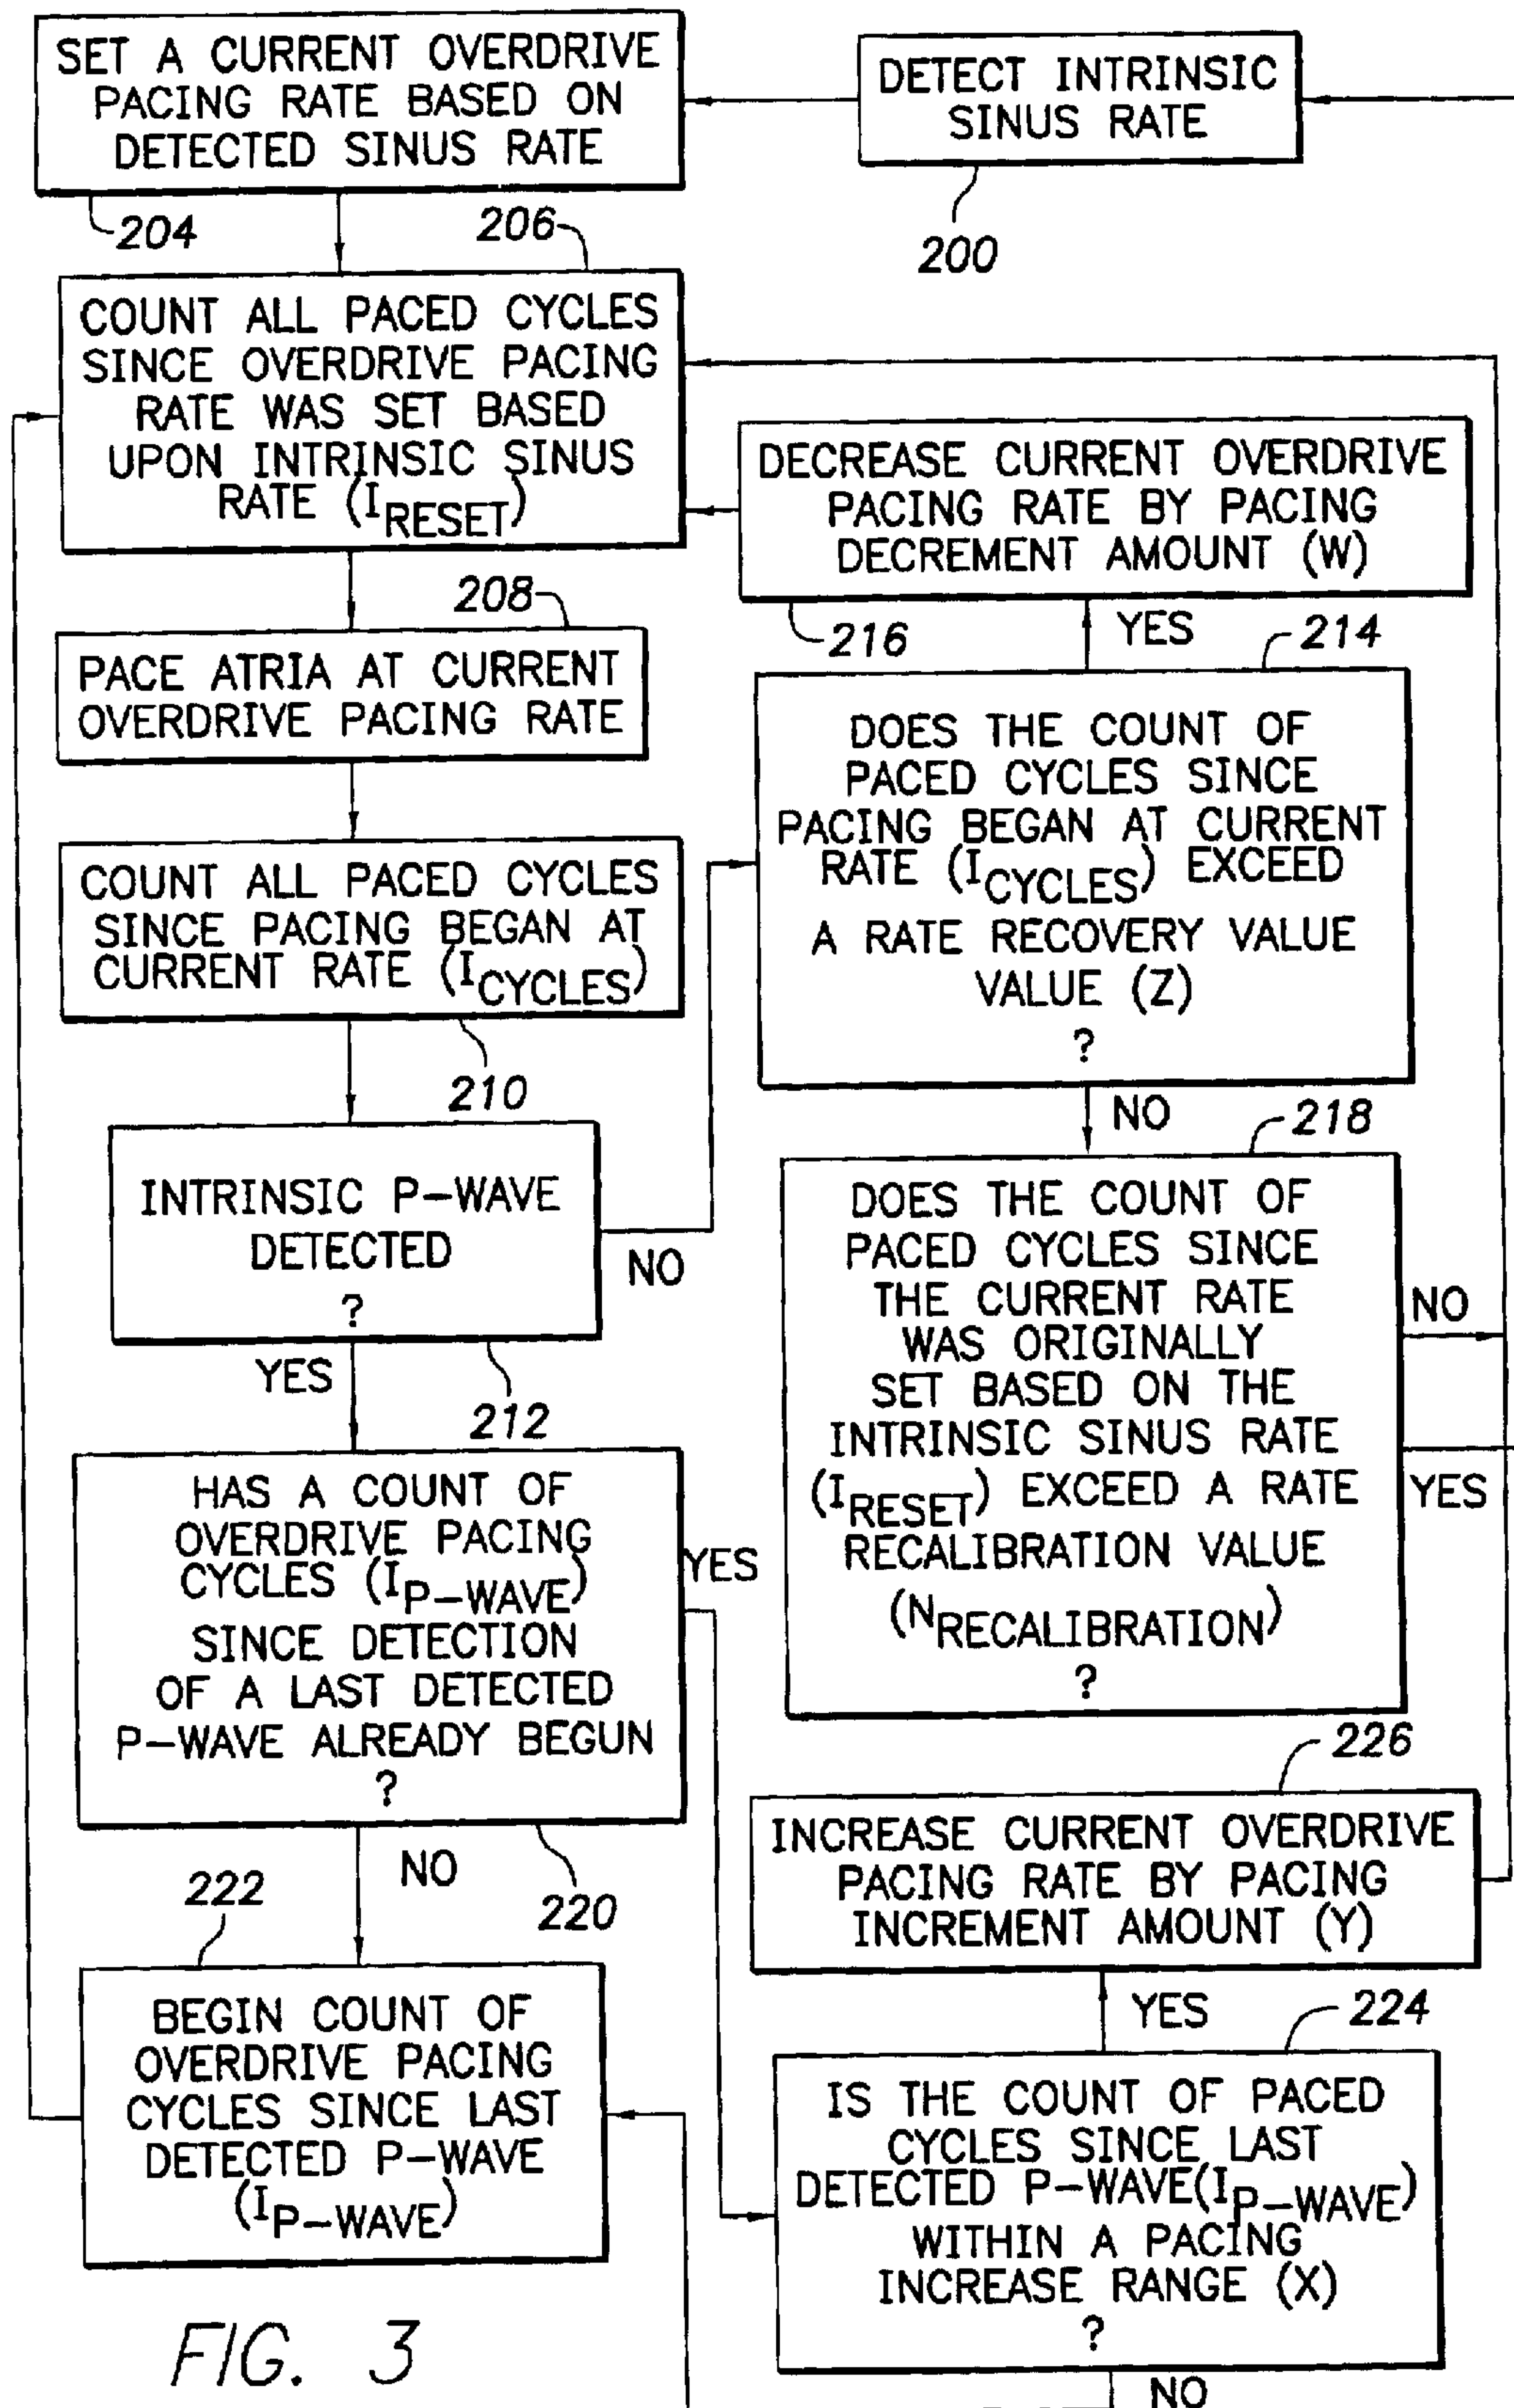 SET A CURRENT OVERDRIVE
PACING RATE BASED ON
DETECTED SINUS RATE
204
DETECT INTRINSIC
SINUS RATE
200
206
COUNT ALL PACED CYCLES
SINCE OVERDRIVE PACING
RATE WAS SET BASED
UPON INTRINSIC SINUS
RATE (IRESET)
208
PACE ATRIA AT CURRENT
OVERDRIVE PACING RATE
COUNT ALL PACED CYCLES
SINCE PACING BEGAN AT
CURRENT RATE (ICYCLES)
210
INTRINSIC P-WAVE
DETECTED
?
NO
YES
212
DECREASE CURRENT OVERDRIVE
PACING RATE BY PACING
DECREMENT AMOUNT (W)
216
YES
214
DOES THE COUNT OF
PACED CYCLES SINCE
PACING BEGAN AT CURRENT
RATE (ICYCLES) EXCEED
A RATE RECOVERY VALUE
VALUE (Z)
?
NO
218
DOES THE COUNT OF
PACED CYCLES SINCE
THE CURRENT RATE
WAS ORIGINALLY
SET BASED ON THE
INTRINSIC SINUS RATE
(IRESET) EXCEED A RATE
RECALIBRATION VALUE
(NRECALIBRATION)
?
NO
YES
HAS A COUNT OF
OVERDRIVE PACING
CYCLES (IP-WAVE)
SINCE DETECTION
OF A LAST DETECTED
P-WAVE ALREADY BEGUN
?
YES
NO
220
222
BEGIN COUNT OF
OVERDRIVE PACING
CYCLES SINCE LAST
DETECTED P-WAVE
(IP-WAVE)
226
INCREASE CURRENT OVERDRIVE
PACING RATE BY PACING
INCREMENT AMOUNT (Y)
YES
224
IS THE COUNT OF PACED
CYCLES SINCE LAST
DETECTED P-WAVE(IP-WAVE)
WITHIN A PACING
INCREASE RANGE (X)
?
NO
FIG. 3